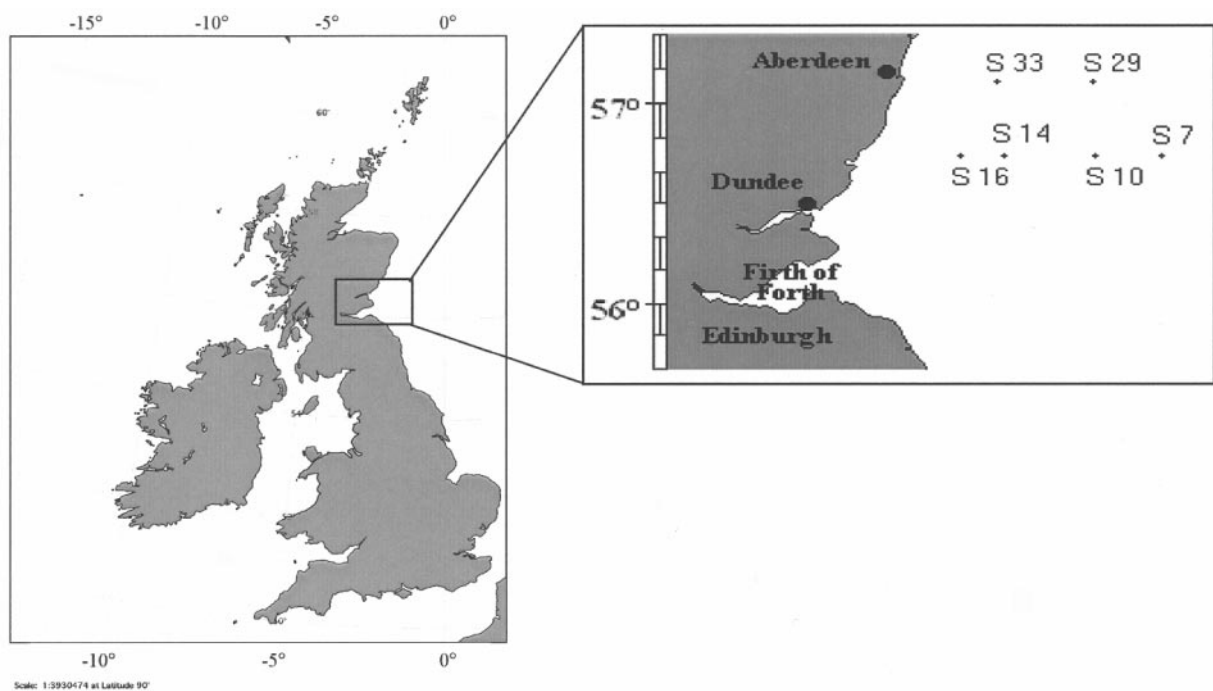 -15° -10° -5° 0°
60°
Aberdeen
S 33
S 29
57°
S 14
S 7
S 16
S 10
Dundee
Firth of
Forth
56°
Edinburgh
-10° -5° 0°
Scale: 1:3930474 at Latitude 90°